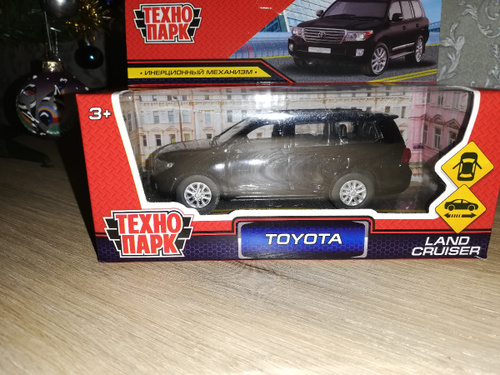 ТЕХНО
ПАРК
• ИНЕРЦИОННЫЙ МЕХАНИЗМ •
3+
ТЕХНО
ПАРК
TOYOTA
LAND
CRUISER